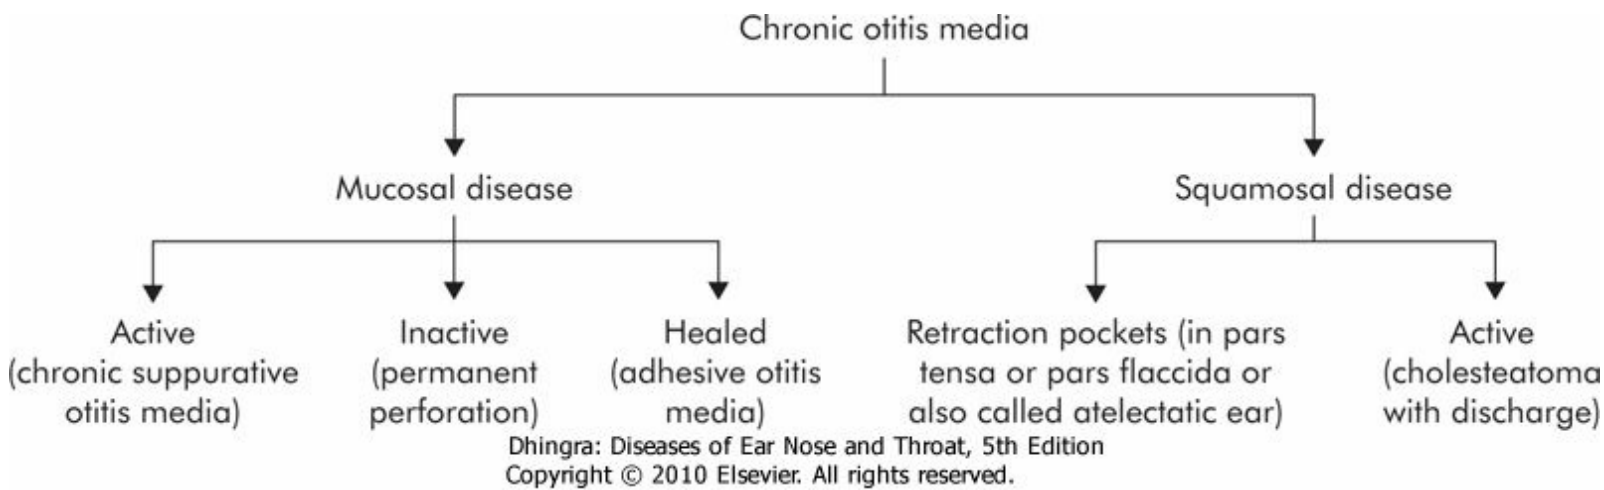 Chronic otitis media
Mucosal disease
Squamosal disease
Active
(chronic suppurative
otitis media)
Inactive
(permanent
perforation)
Healed
(adhesive otitis
media)
Retraction pockets (in pars
tensa or pars flaccida or
also called atelectatic ear)
Active
(cholesteatoma
with discharge)
Dhingra: Diseases of Ear Nose and Throat, 5th Edition
Copyright © 2010 Elsevier. All rights reserved.